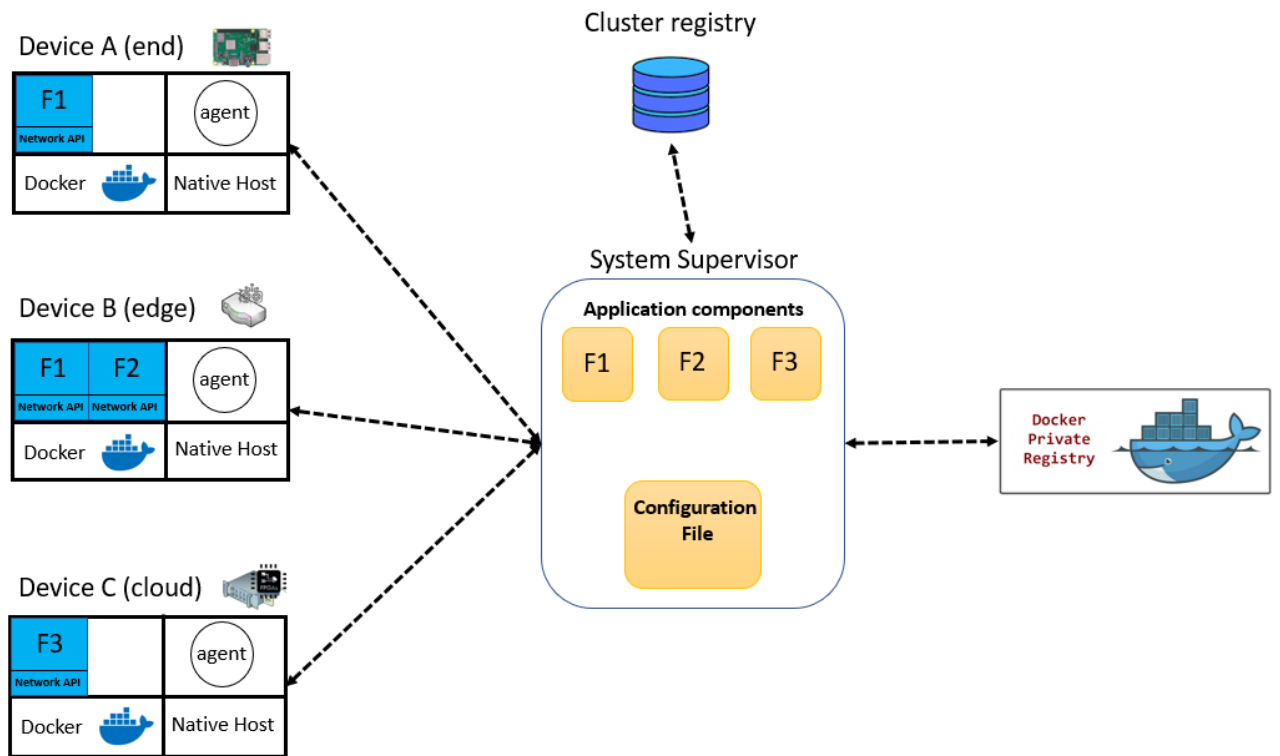 Cluster registry
Device A (end)
F1
agent
Network API
Docker
Native Host
System Supervisor
Application components
F1
F2
F3
Configuration
File
Device B (edge)
F1
F2
agent
Network API
Network API
Docker
Native Host
Docker
Private
Registry
Device C (cloud)
F3
agent
Network API
Docker
Native Host